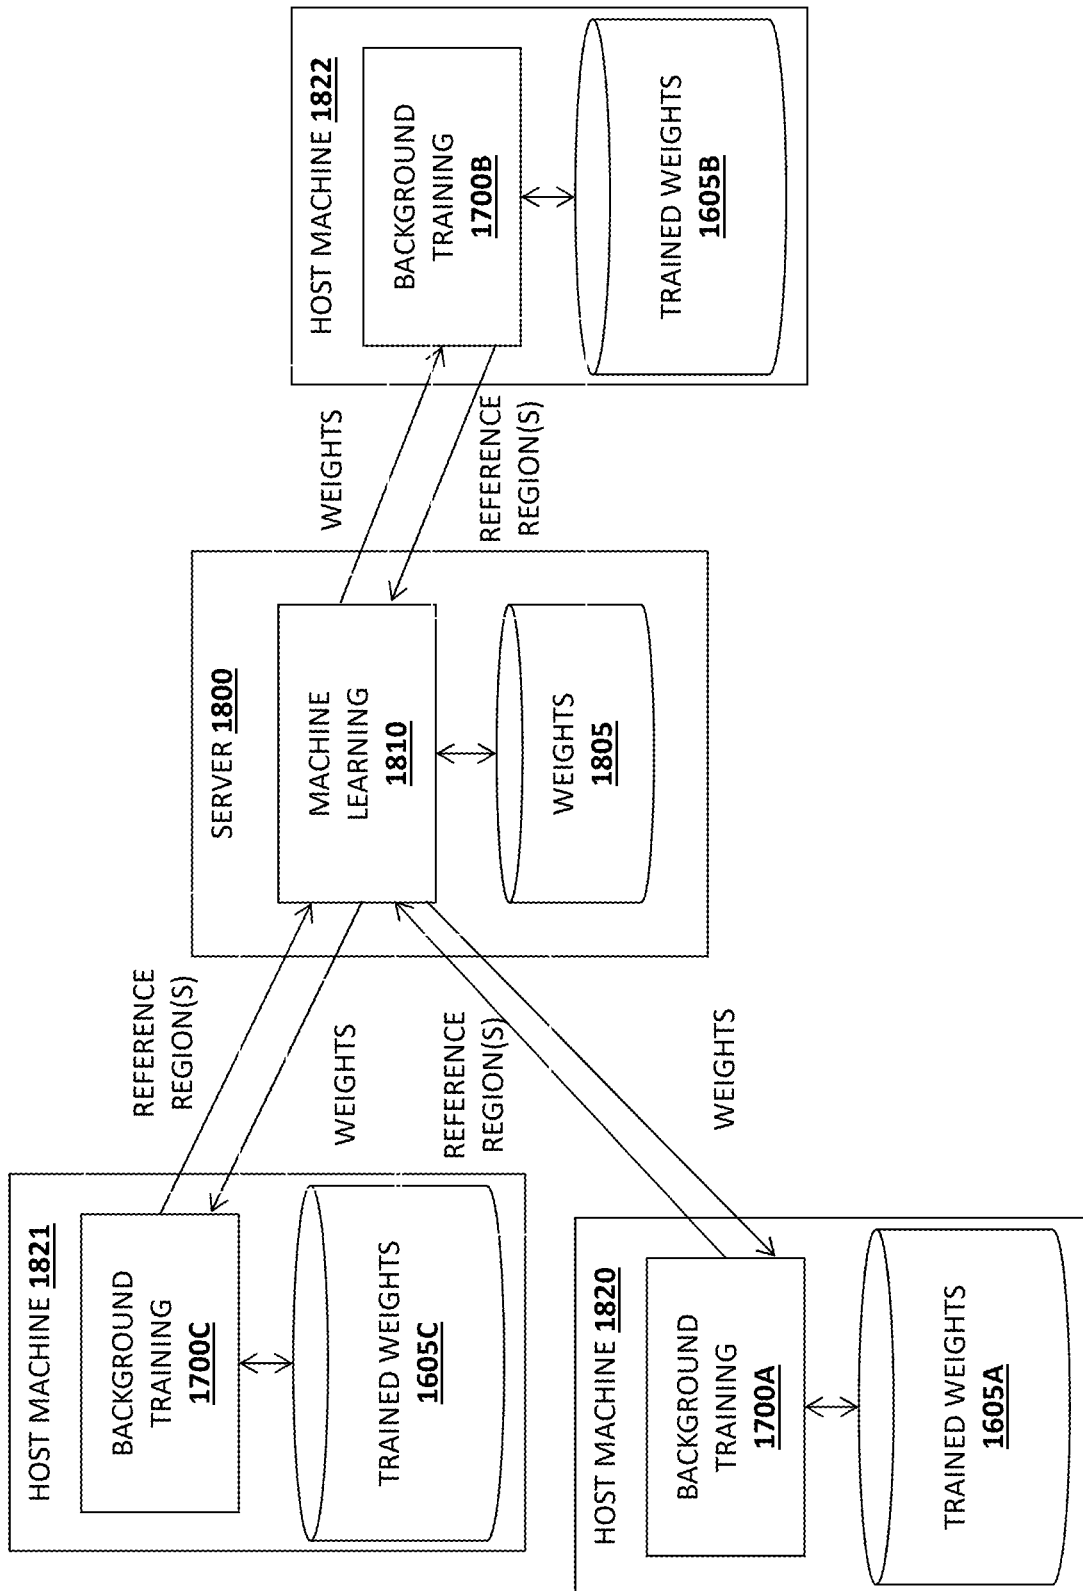 HOST MACHINE 1821
BACKGROUND
TRAINING
1700C
TRAINED WEIGHTS
1605C
REFERENCE
REGION(S)
WEIGHTS
HOST MACHINE 1820
BACKGROUND
TRAINING
1700A
TRAINED WEIGHTS
1605A
REFERENCE
REGION(S)
WEIGHTS
SERVER 1800
MACHINE
LEARNING
1810
WEIGHTS
1805
WEIGHTS
REFERENCE
REGION(S)
HOST MACHINE 1822
BACKGROUND
TRAINING
1700B
TRAINED WEIGHTS
1605B